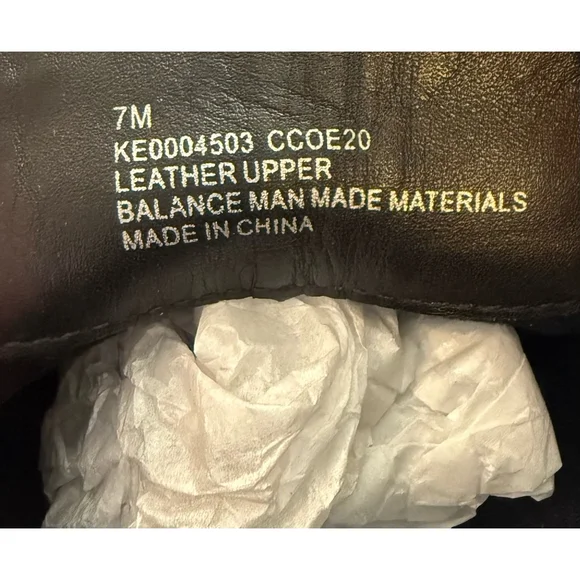 7M
KE0004503 CCOE20
LEATHER UPPER
BALANCE MAN MADE MATERIALS
MADE IN CHINA